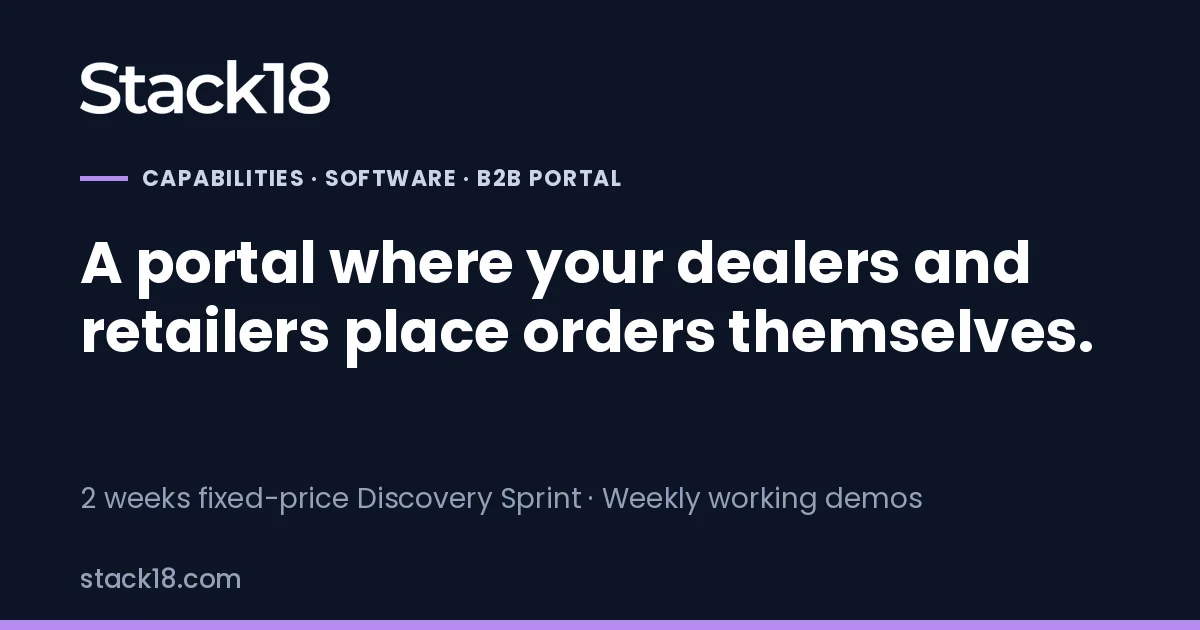 Stack18
CAPABILITIES · SOFTWARE · B2B PORTAL
A portal where your dealers and
retailers place orders themselves.
2 weeks fixed-price Discovery Sprint · Weekly working demos
stack18.com